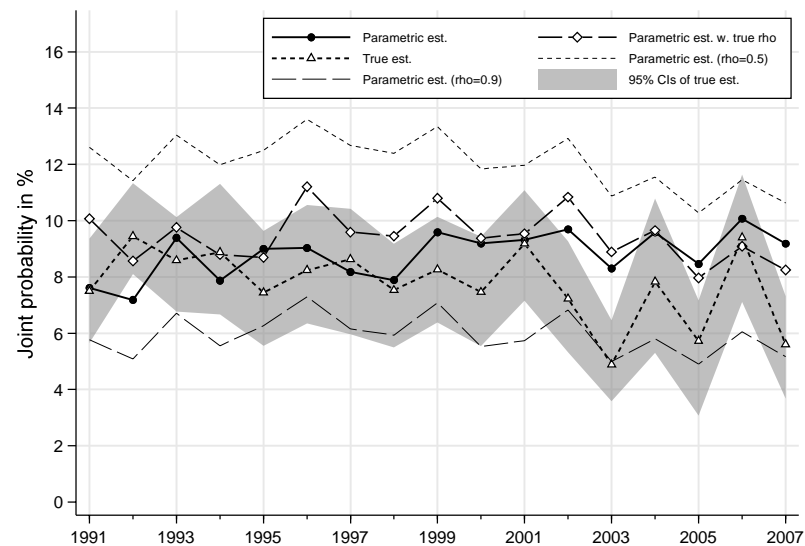 Parametric est.
Parametric est. w. true rho
True est.
Parametric est. (rho=0.5)
Parametric est. (rho=0.9)
95% CIs of true est.
Joint probability in %
16
14
12
10
8
6
4
2
0
1991 1993 1995 1997 1999 2001 2003 2005 2007